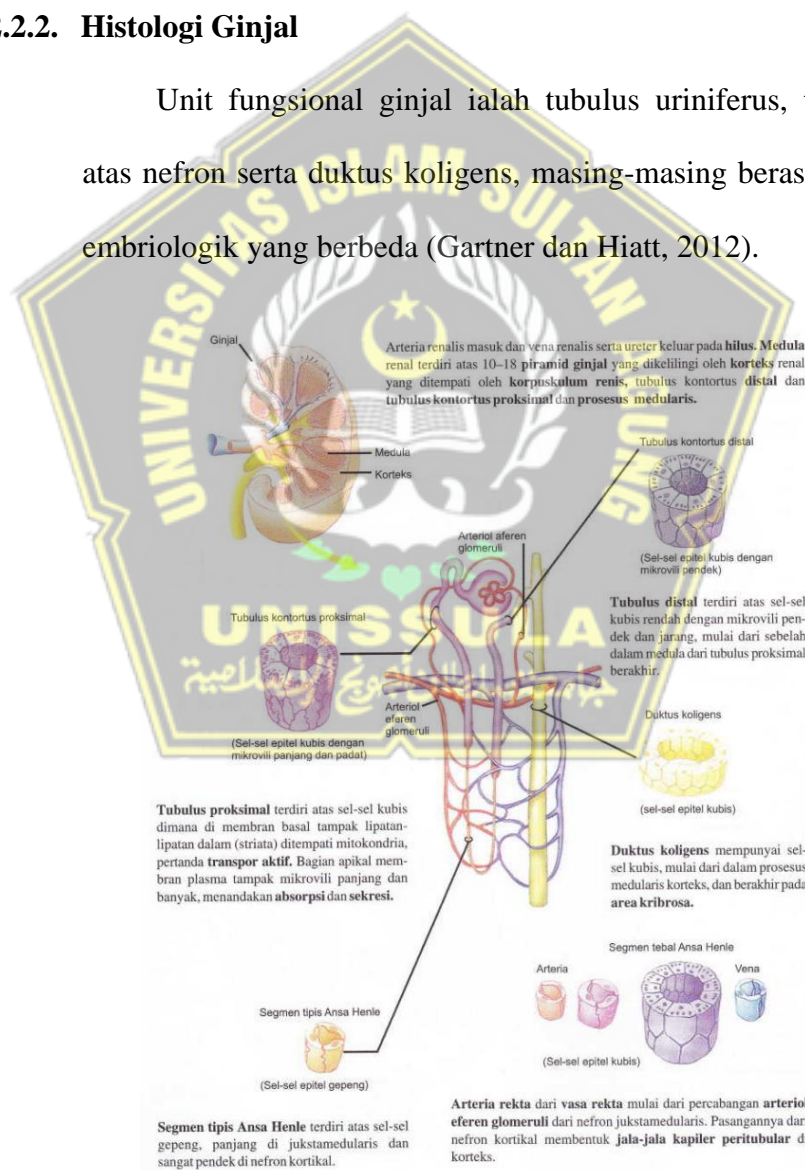 2.2.2. Histologi Ginjal
Unit fungsional ginjal ialah tubulus uriniferus,
atas nefron serta duktus koligens, masing-masing beras
embriologik yang berbeda (Gartner dan Hiatt, 2012).
UNIVERSITAS ISLAM SULTAN AGUNG
UNISSULA
جامعة سلطان أجونج الإسلامية
Ginjal
Medula
Korteks
Arteria renalis masuk dan vena renalis serta ureter keluar pada hilus. Medula
renal terdiri atas 10–18 piramid ginjal yang dikelilingi oleh korteks renal
yang ditempati oleh korpuskulum renis, tubulus kontortus distal dan
tubulus kontortus proksimal dan prosesus medularis.
Tubulus kontortus distal
(Sel-sel epitel kubis dengan
mikrovili pendek)
Arteriol aferen
glomeruli
Tubulus distal terdiri atas sel-sel
kubis rendah dengan mikrovili pen-
dek dan jarang, mulai dari sebelah
dalam medula dari tubulus proksimal
berakhir.
Tubulus kontortus proksimal
(Sel-sel epitel kubis dengan
mikrovili panjang dan padat)
Arteriol
eferen
glomeruli
Duktus koligens
(sel-sel epitel kubis)
Tubulus proksimal terdiri atas sel-sel kubis
dimana di membran basal tampak lipatan-
lipatan dalam (striata) ditempati mitokondria,
pertanda transpor aktif. Bagian apikal mem-
bran plasma tampak mikrovili panjang dan
banyak, menandakan absorpsi dan sekresi.
Duktus koligens mempunyai sel-
sel kubis, mulai dari dalam prosesus
medularis korteks, dan berakhir pada
area kribrosa.
Segmen tebal Ansa Henle
Arteria
Vena
(Sel-sel epitel kubis)
Segmen tipis Ansa Henle
(Sel-sel epitel gepeng)
Segmen tipis Ansa Henle terdiri atas sel-sel
gepeng, panjang di jukstamedularis dan
sangat pendek di nefron kortikal.
Arteria rekta dari vasa rekta mulai dari percabangan arteriol
eferen glomeruli dari nefron jukstamedularis. Pasangannya dari
nefron kortikal membentuk jala-jala kapiler peritubular di
korteks.